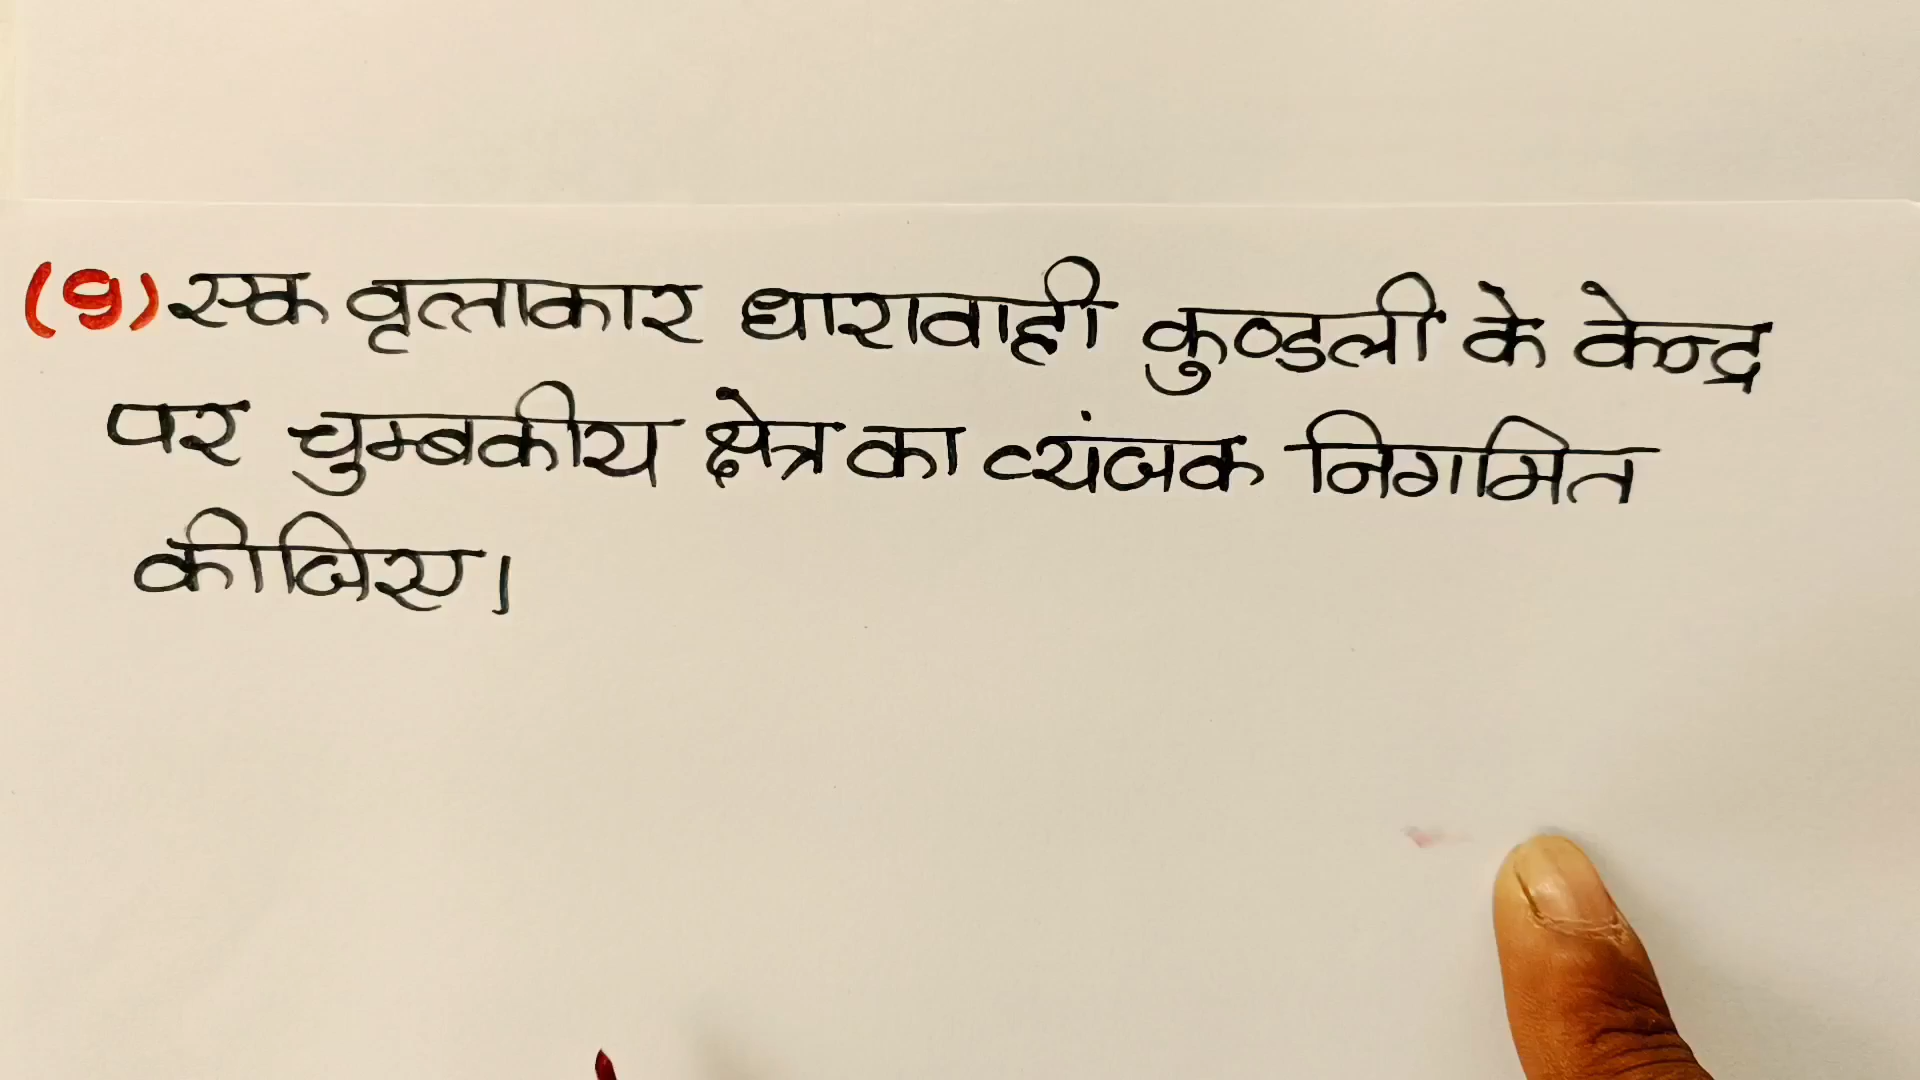 (9) एक वृत्ताकार धारावाही कुण्डली के केन्द्र
पर चुम्बकीय क्षेत्र का व्यंजक निगमित
कीजिए।